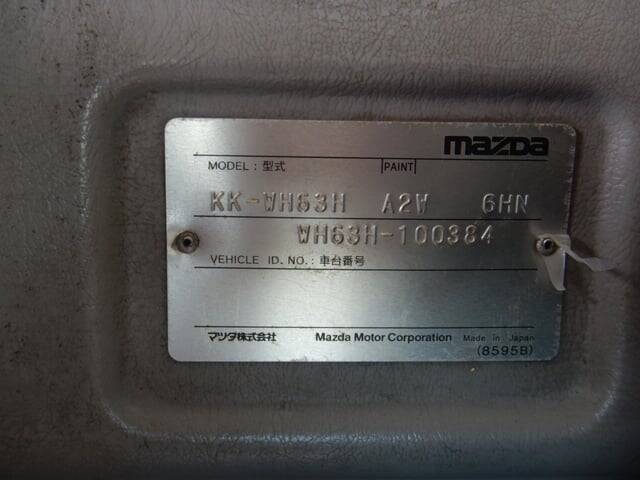 mazda
MODEL : 型式 PAINT
KK-WH63H A2W 6HN
WH63H-100384
VEHICLE ID. NO. : 車台番号
マツダ株式会社 Mazda Motor Corporation Made in Japan
(8595B)